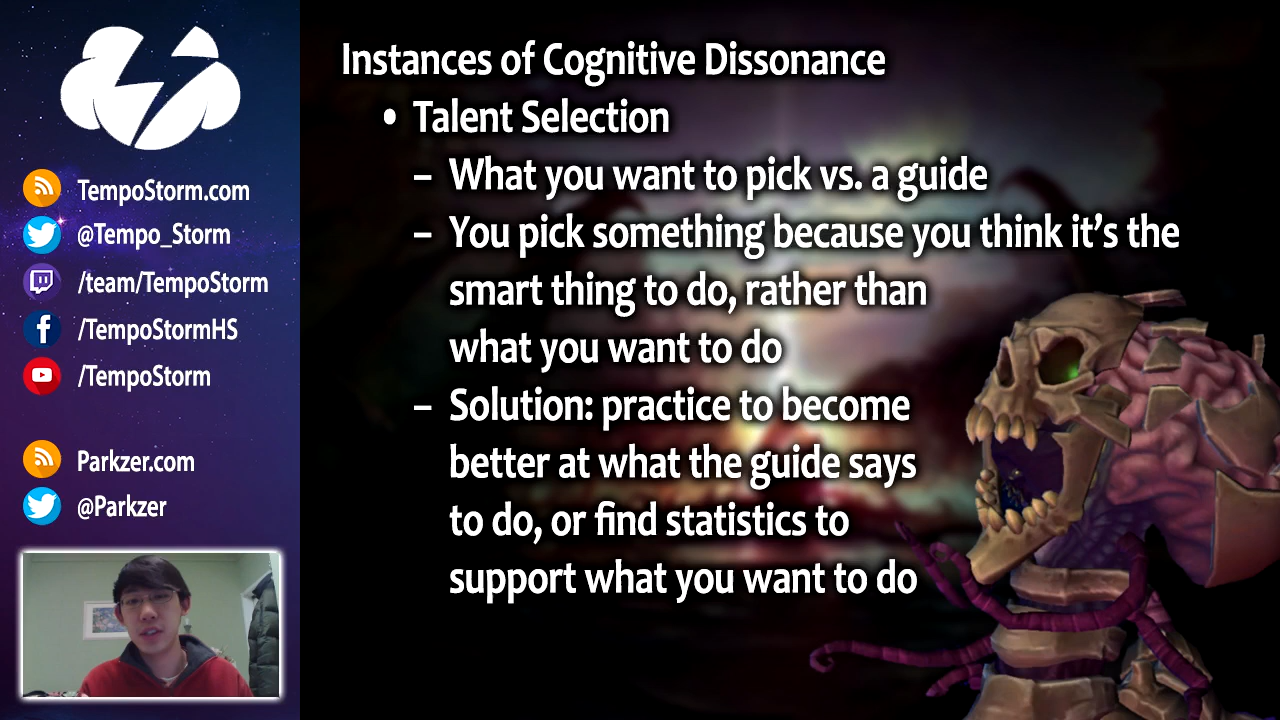 TempoStorm.com
@Tempo_Storm
/team/TempoStorm
/TempoStormHS
/TempoStorm
Parkzer.com
@Parkzer
Instances of Cognitive Dissonance
• Talent Selection
– What you want to pick vs. a guide
– You pick something because you think it’s the
smart thing to do, rather than
what you want to do
– Solution: practice to become
better at what the guide says
to do, or find statistics to
support what you want to do